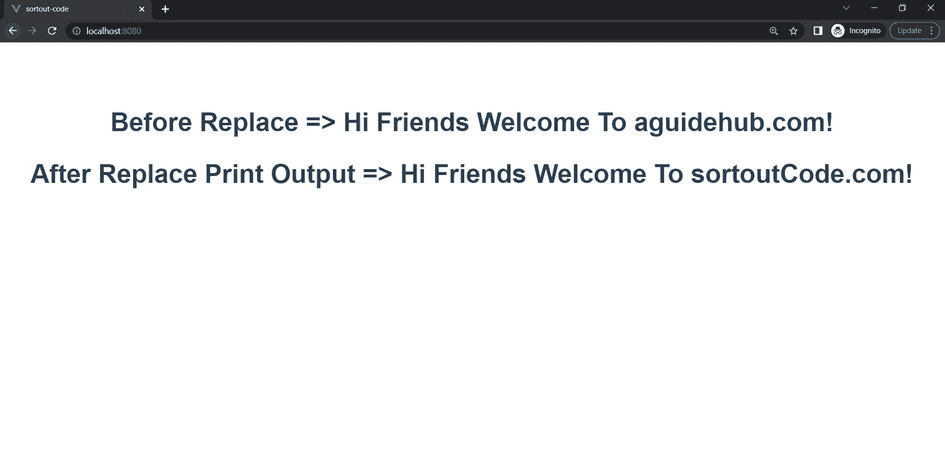 sortout-code
localhost:8080
Incognito
Update
Before Replace => Hi Friends Welcome To aguidehub.com!
After Replace Print Output => Hi Friends Welcome To sortoutCode.com!